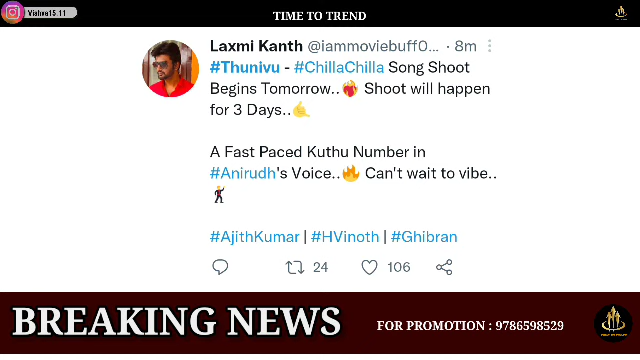 Vishva15.11
TIME TO TREND
Laxmi Kanth @iammoviebuff0... · 8m
#Thunivu - #ChillaChilla Song Shoot
Begins Tomorrow..❤️‍🔥 Shoot will happen
for 3 Days..🤙
A Fast Paced Kuthu Number in
#Anirudh's Voice..🔥 Can't wait to vibe..
🕺
#AjithKumar | #HVinoth | #Ghibran
24 106
BREAKING NEWS
FOR PROMOTION : 9786598529